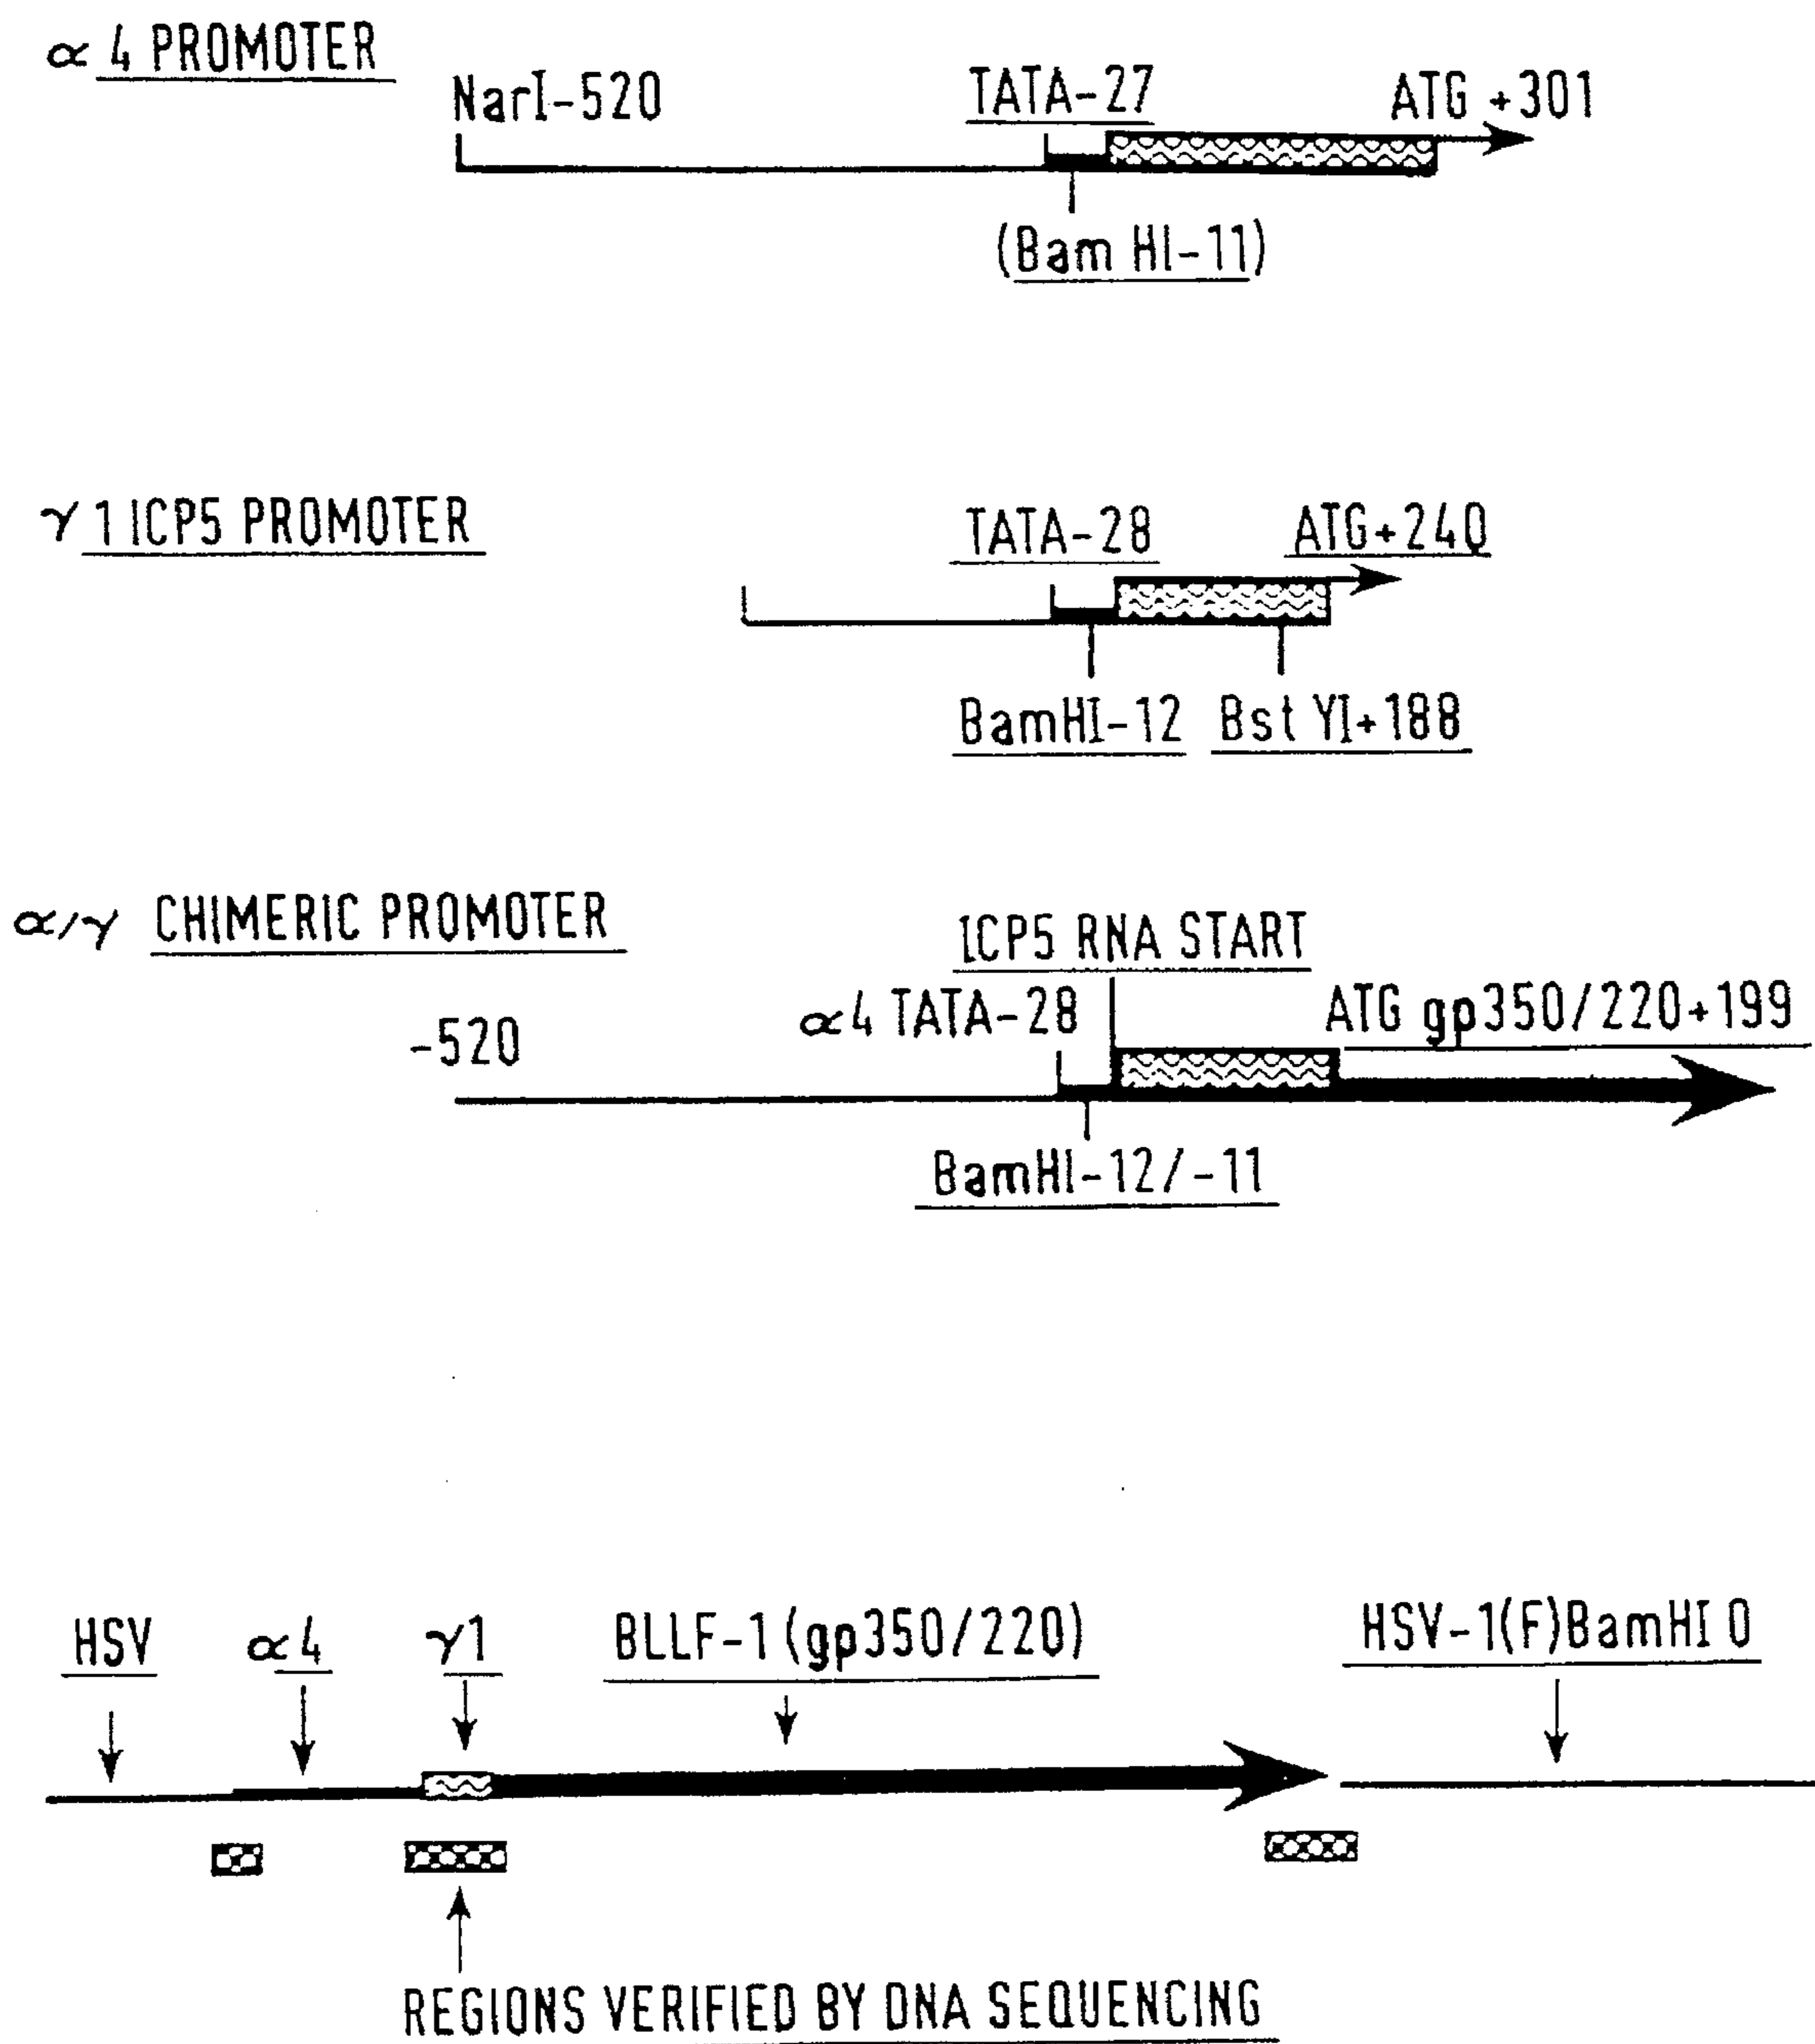 α 4 PROMOTER
NarI-520
TATA-27
ATG +301
(Bam HI-11)
γ 1 ICP5 PROMOTER
TATA-28
ATG+240
BamHI-12
Bst YI+188
α/γ CHIMERIC PROMOTER
ICP5 RNA START
-520
α4 TATA-28
ATG gp350/220+199
BamHI-12/-11
HSV
α4
γ1
BLLF-1 (gp350/220)
HSV-1(F)BamHI O
REGIONS VERIFIED BY DNA SEQUENCING